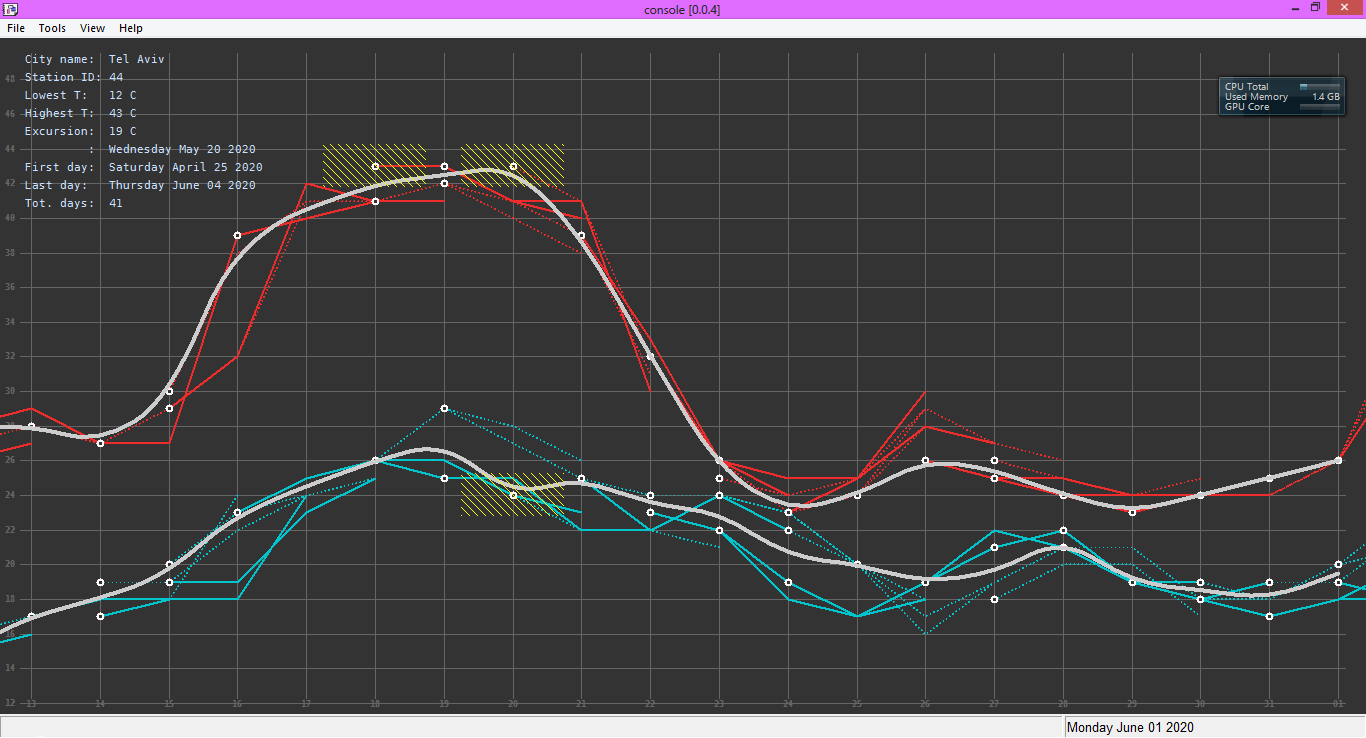 console [0.0.4]
File Tools View Help
City name: Tel Aviv
Station ID: 44
Lowest T: 12 C
Highest T: 43 C
Excursion: 19 C
: Wednesday May 20 2020
First day: Saturday April 25 2020
Last day: Thursday June 04 2020
Tot. days: 41
CPU Total
Used Memory 1.4 GB
GPU Core
48
46
44
42
40
38
36
34
32
30
28
26
24
22
20
18
16
14
12
13 14 15 16 17 18 19 20 21 22 23 24 25 26 27 28 29 30 31 01
Monday June 01 2020